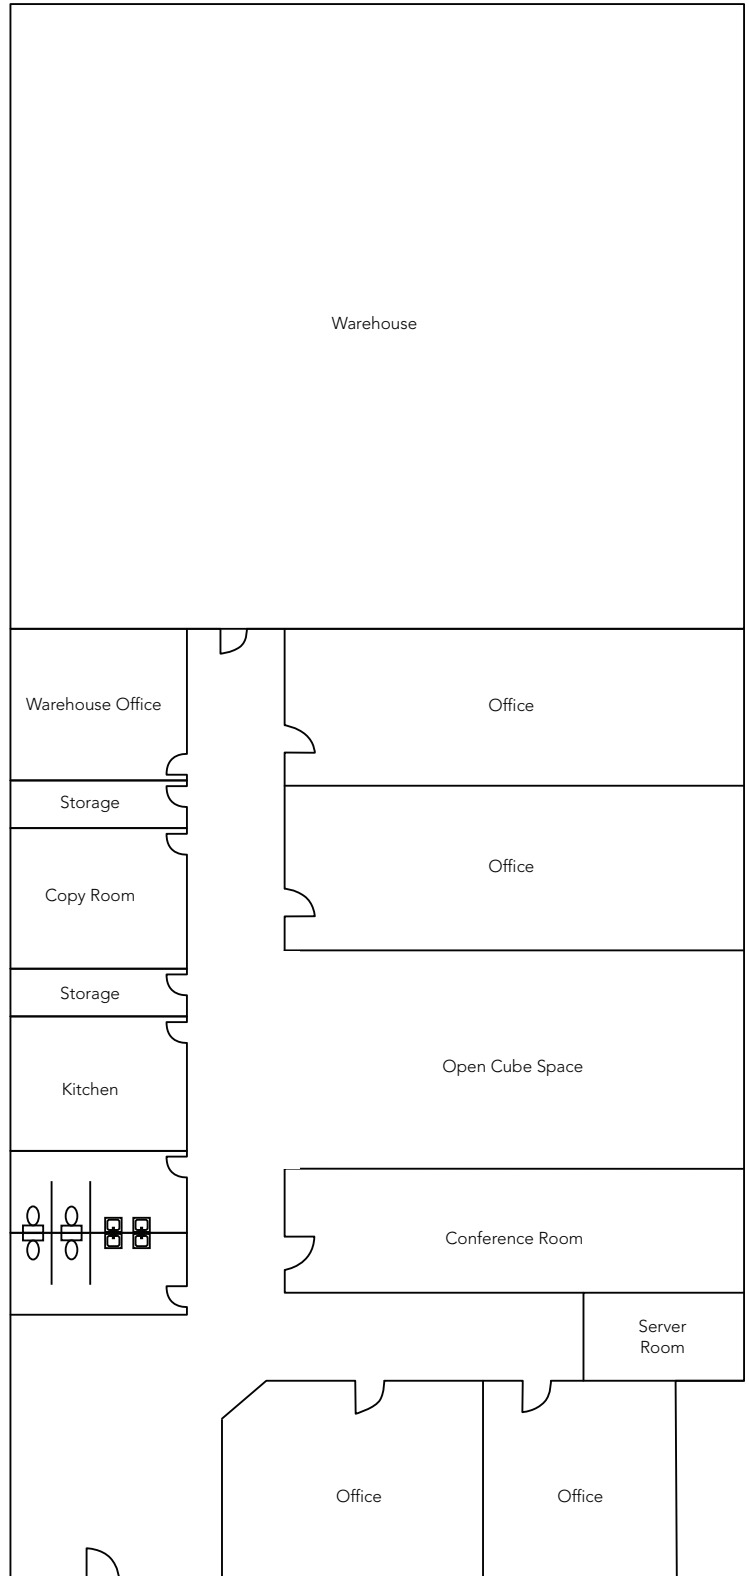 Warehouse
Warehouse Office
Office
Storage
Office
Copy Room
Storage
Open Cube Space
Kitchen
Conference Room
Server
Room
Office
Office